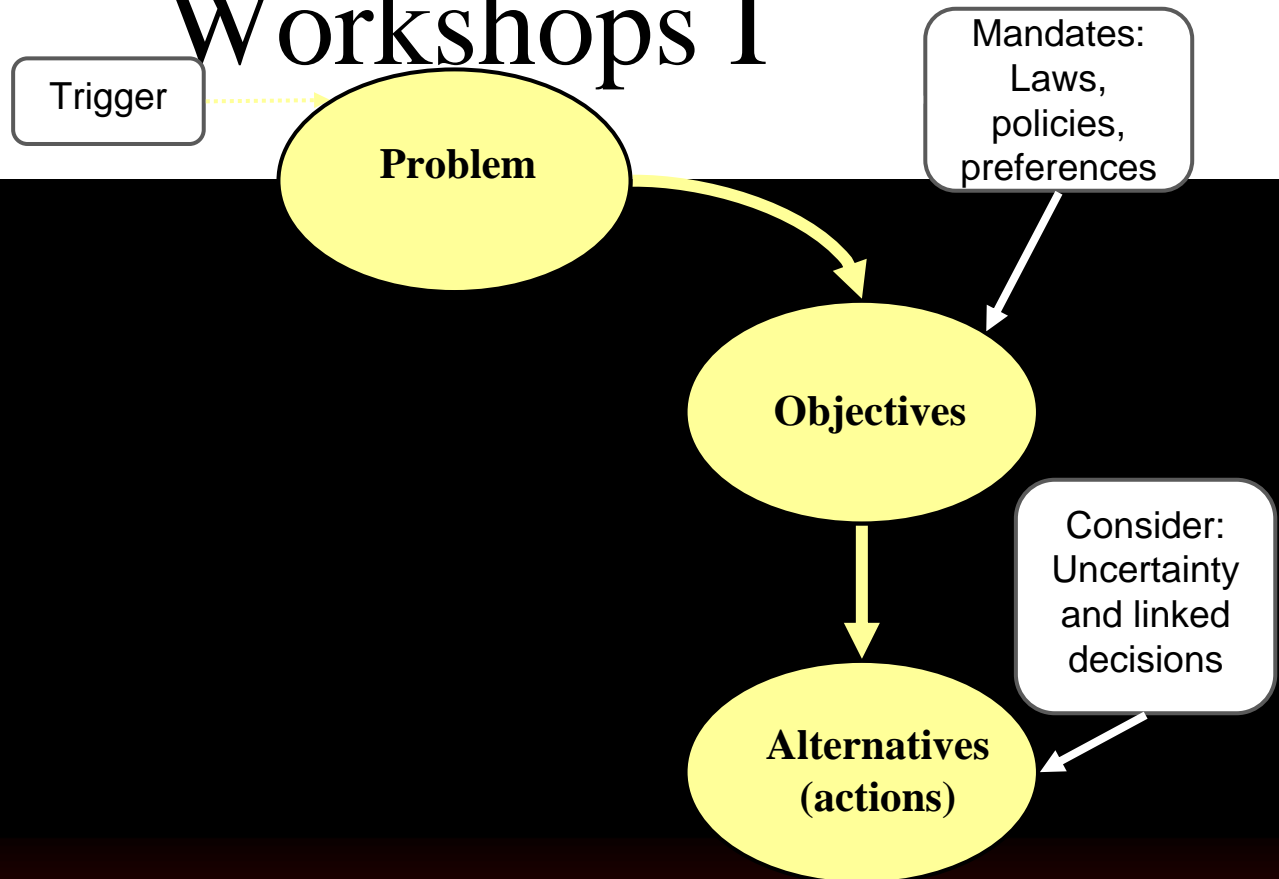 Workshops I
Trigger
Problem
Mandates:
Laws,
policies,
preferences
Objectives
Consider:
Uncertainty
and linked
decisions
Alternatives
(actions)